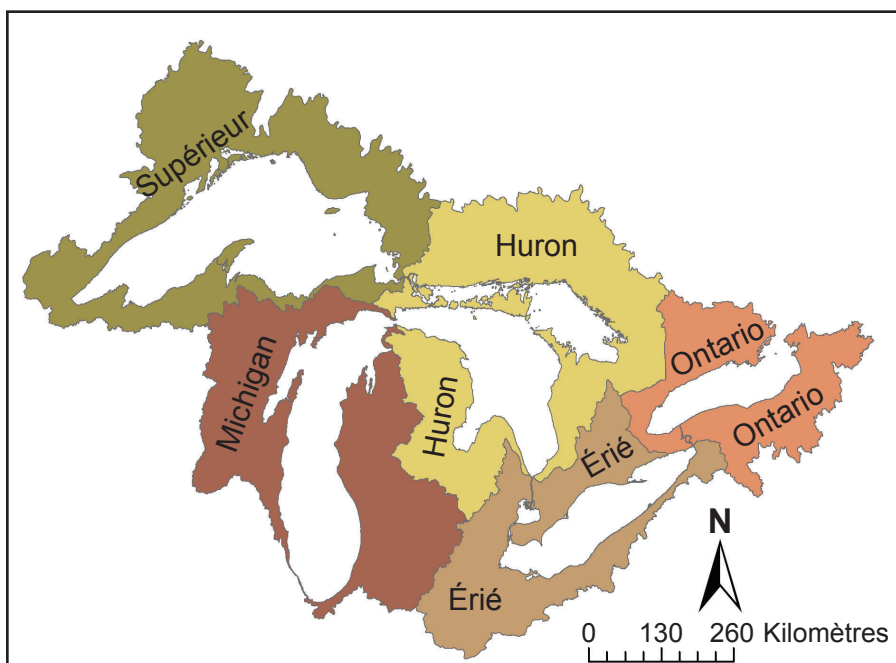 Supérieur
Huron
Michigan
Huron
Ontario
Ontario
Érié
Érié
N
0 130 260 Kilomètres